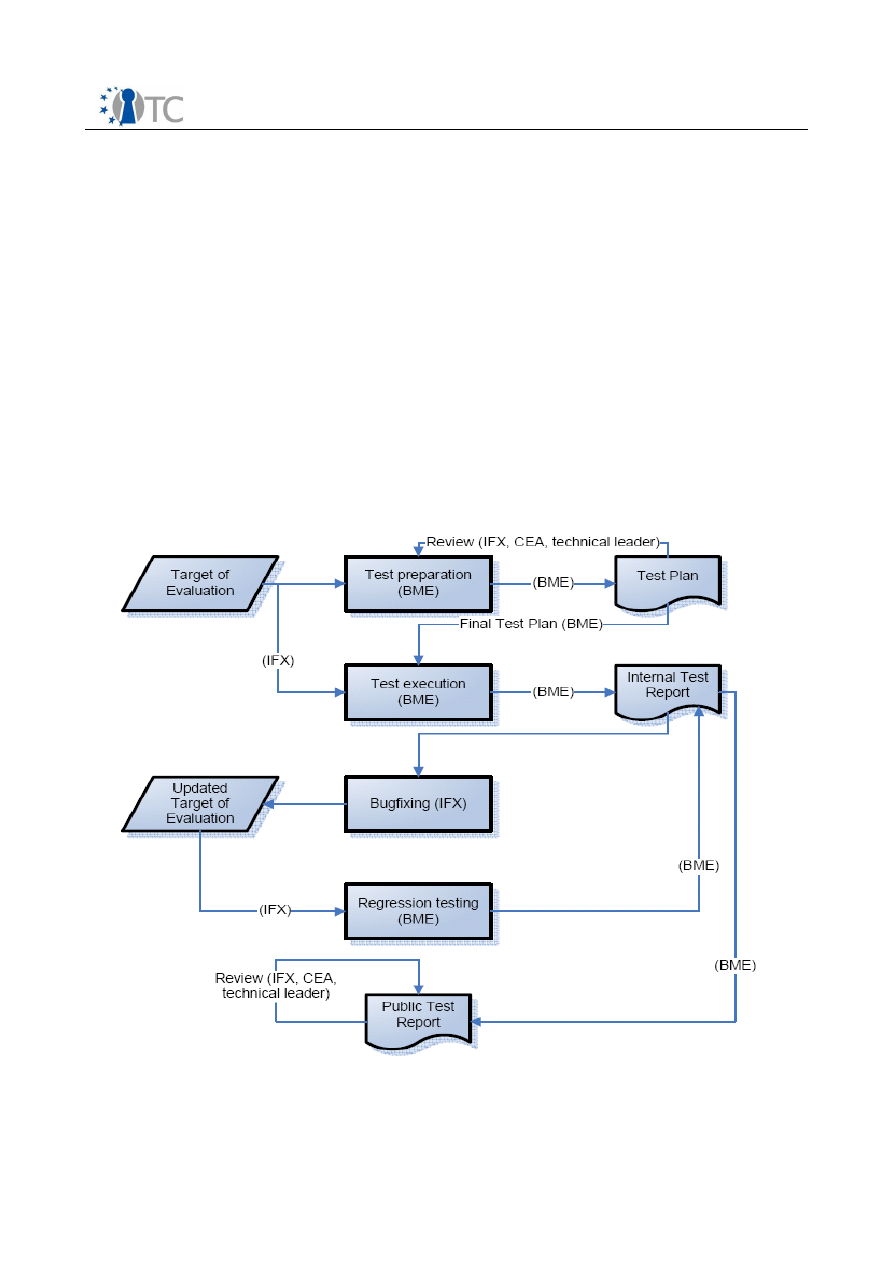 TC
Review (IFX, CEA, technical leader)
Target of
Evaluation
Test preparation
(BME)
(BME)
Test Plan
Final Test Plan (BME)
(IFX)
Test execution
(BME)
(BME)
Internal Test
Report
Updated
Target of
Evaluation
Bugfixing (IFX)
(BME)
(IFX)
Regression testing
(BME)
(BME)
Review (IFX, CEA,
technical leader)
Public Test
Report